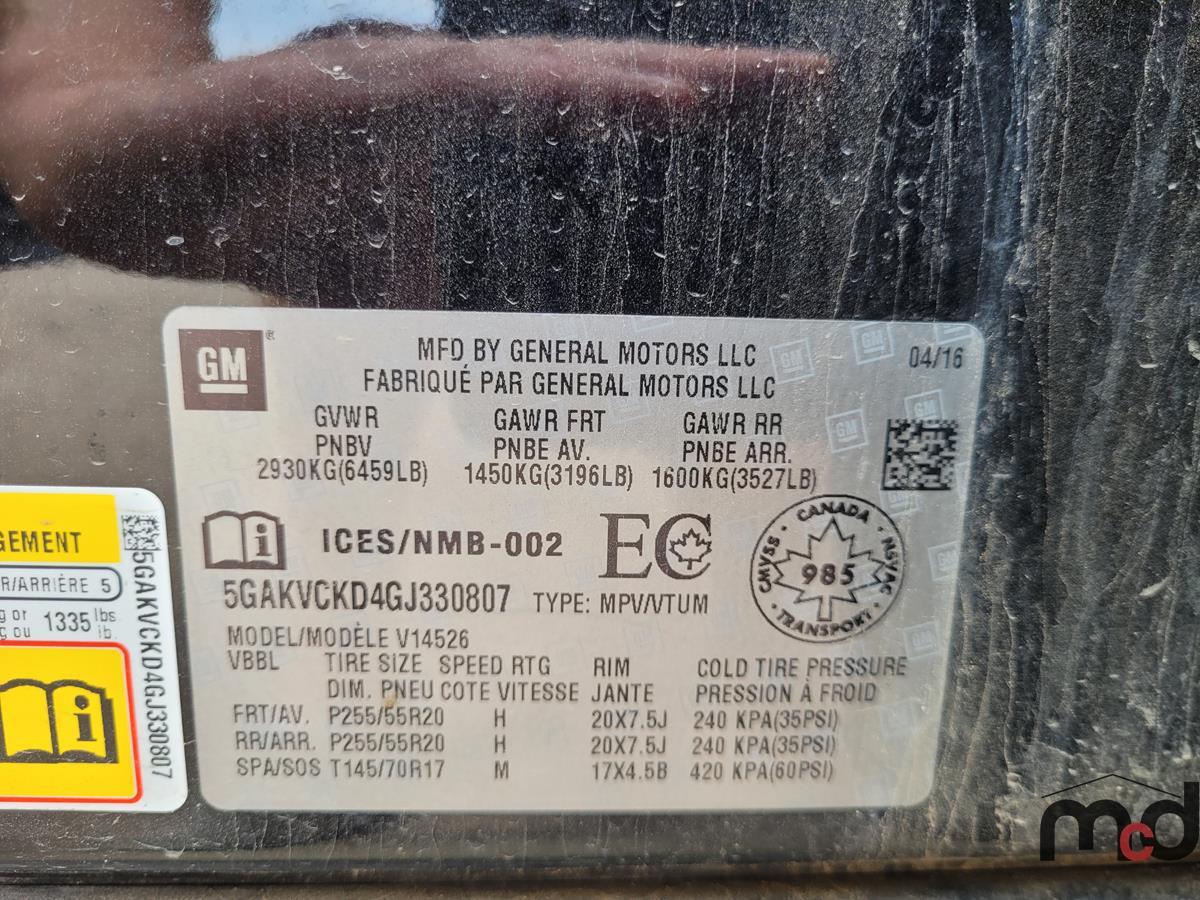 GM
MFD BY GENERAL MOTORS LLC
04/16
FABRIQUÉ PAR GENERAL MOTORS LLC
GVWR GAWR FRT GAWR RR
PNBV PNBE AV. PNBE ARR.
2930KG(6459LB) 1450KG(3196LB) 1600KG(3527LB)
ICES/NMB-002 EC
CANADA
CMVSS 985 NSVAC
TRANSPORT
5GAKVCKD4GJ330807 TYPE: MPV/VTUM
MODEL/MODÈLE V14526
VBBL TIRE SIZE SPEED RTG RIM COLD TIRE PRESSURE
DIM. PNEU COTE VITESSE JANTE PRESSION À FROID
FRT/AV. P255/55R20 H 20X7.5J 240 KPA(35PSI)
RR/ARR. P255/55R20 H 20X7.5J 240 KPA(35PSI)
SPA/SOS T145/70R17 M 17X4.5B 420 KPA(60PSI)
GEMENT
R/ARRIÈRE 5
g or 1335 lbs.
g ou ib.
5GAKVCKD4GJ330807
mcd